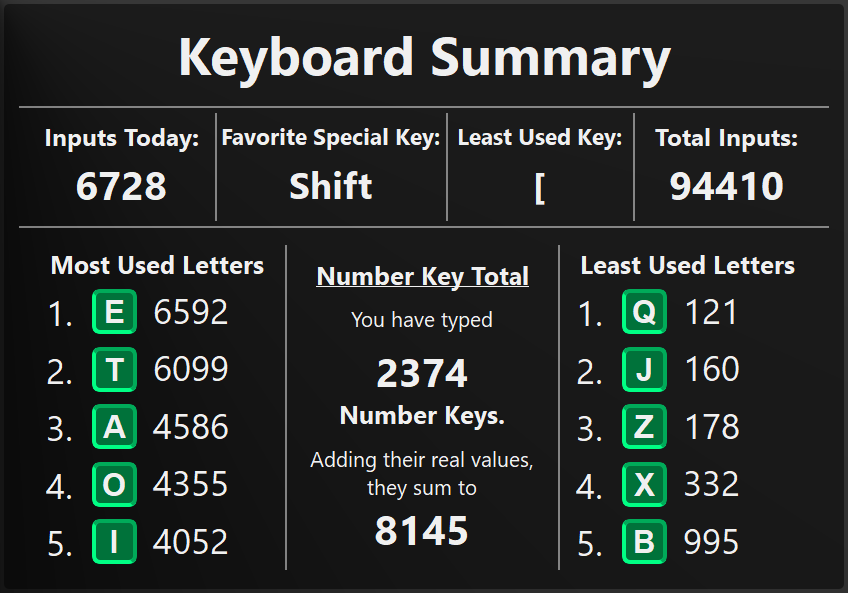 Keyboard Summary
Inputs Today:
6728
Favorite Special Key:
Shift
Least Used Key:
[
Total Inputs:
94410
Most Used Letters
1. E 6592
2. T 6099
3. A 4586
4. O 4355
5. I 4052
Number Key Total
You have typed
2374
Number Keys.
Adding their real values,
they sum to
8145
Least Used Letters
1. Q 121
2. J 160
3. Z 178
4. X 332
5. B 995